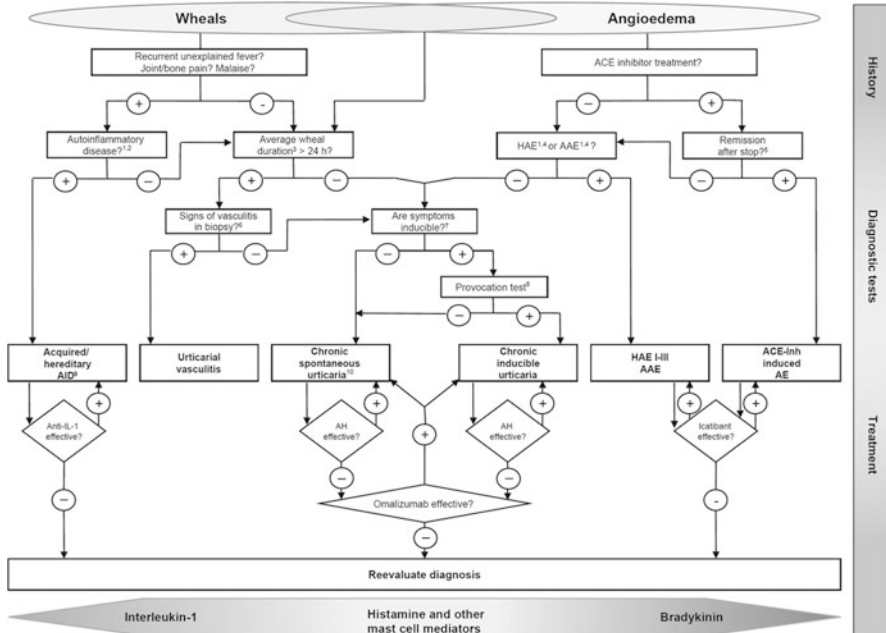 Wheals
Angioedema
Recurrent unexplained fever?
Joint/bone pain? Malaise?
ACE inhibitor treatment?
+
-
−
+
Autoinflammatory
disease?1,2
Average wheal
duration3 > 24 h?
HAE1,4 or AAE1,4 ?
Remission
after stop?5
+
−
+
−
−
+
−
+
Signs of vasculitis
in biopsy?6
Are symptoms
inducible?7
+
−
−
+
Provocation test8
−
+
Acquired/
hereditary
AID9
Urticarial
vasculitis
Chronic
spontaneous
urticaria10
Chronic
inducible
urticaria
HAE I-III
AAE
ACE-Inh
induced
AE
+
+
+
+
+
Anti-IL-1
effective?
AH
effective?
+
AH
effective?
Icatibant
effective?
−
−
−
-
Omalizumab effective?
−
Reevaluate diagnosis
Interleukin-1
Histamine and other
mast cell mediators
Bradykinin
History
Diagnostic tests
Treatment